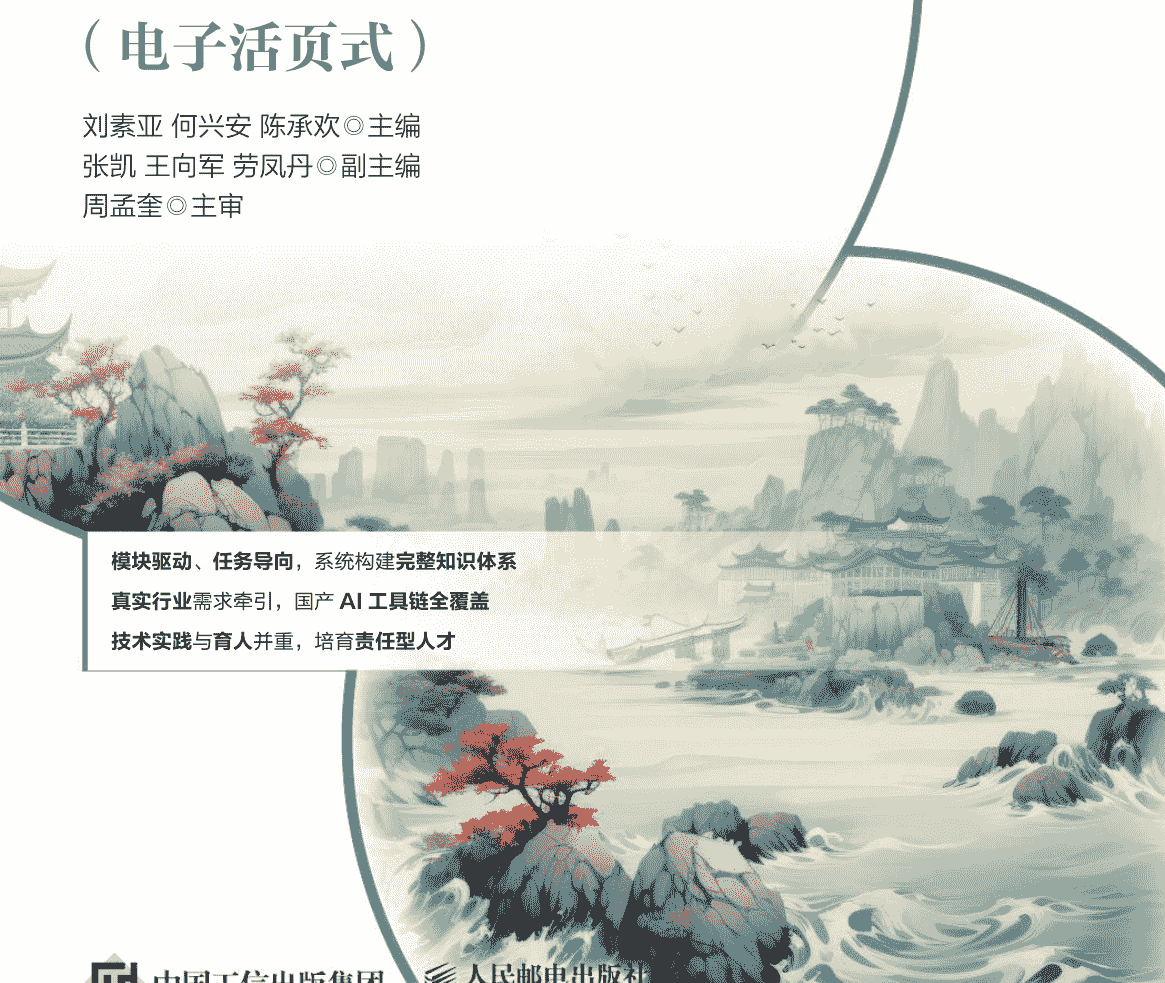 （电子活页式）
刘素亚 何兴安 陈承欢◎主编
张凯 王向军 劳凤丹◎副主编
周孟奎◎主审
模块驱动、任务导向，系统构建完整知识体系
真实行业需求牵引，国产 AI 工具链全覆盖
技术实践与育人并重，培育责任型人才
中国工信出版集团 人民邮电出版社